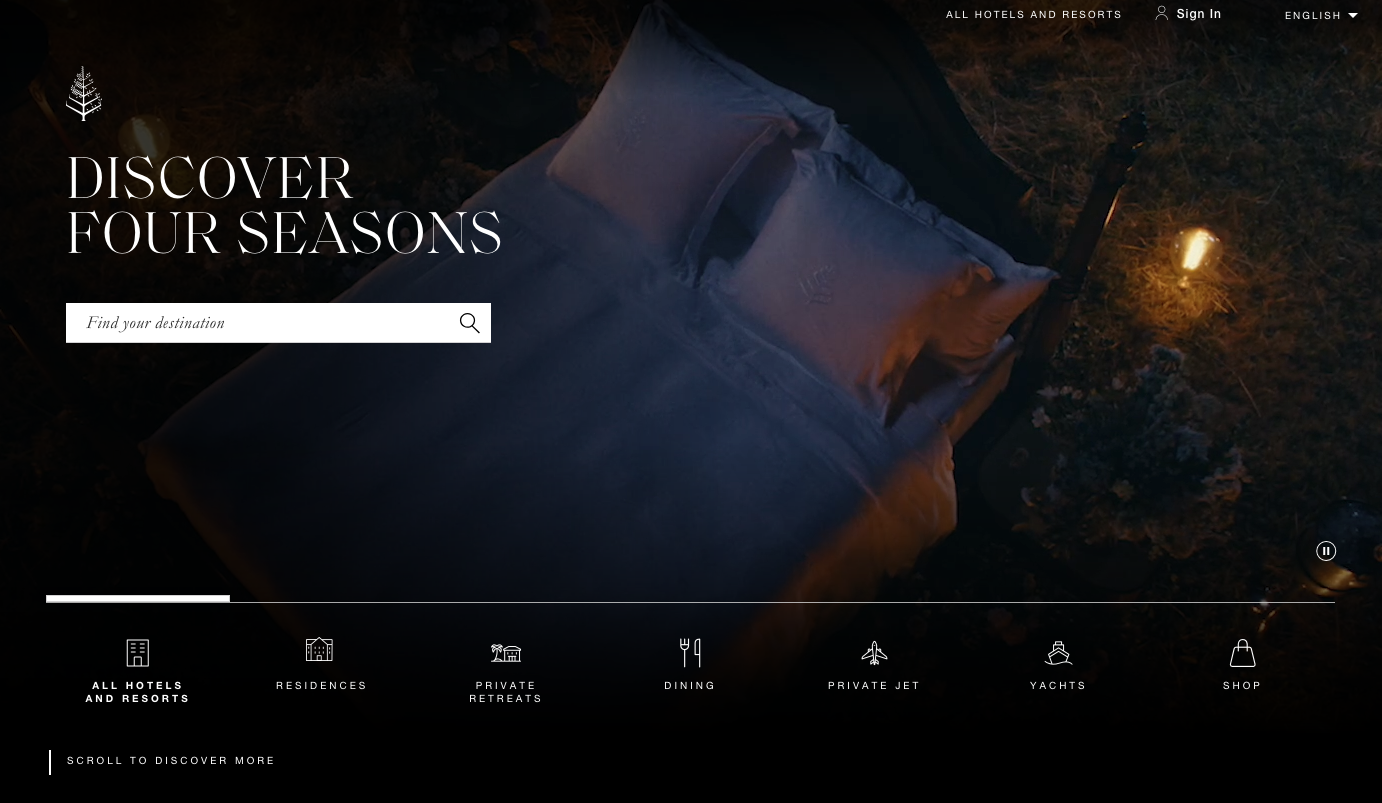 ALL HOTELS AND RESORTS
Sign In
ENGLISH
DISCOVER
FOUR SEASONS
Find your destination
ALL HOTELS
AND RESORTS
RESIDENCES
PRIVATE
RETREATS
DINING
PRIVATE JET
YACHTS
SHOP
SCROLL TO DISCOVER MORE